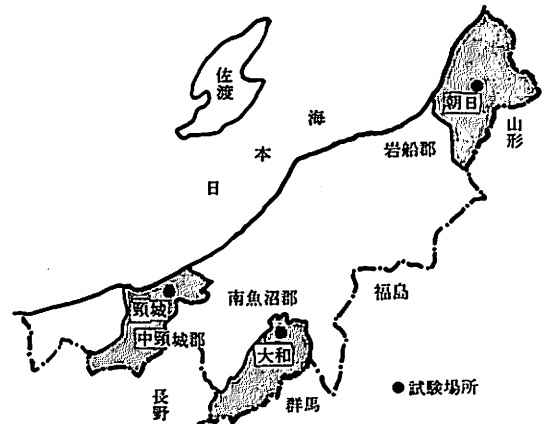 佐渡
日本海
朝日
岩船郡
山形
頸城
中頸城郡
南魚沼郡
大和
福島
長野
群馬
●試験場所